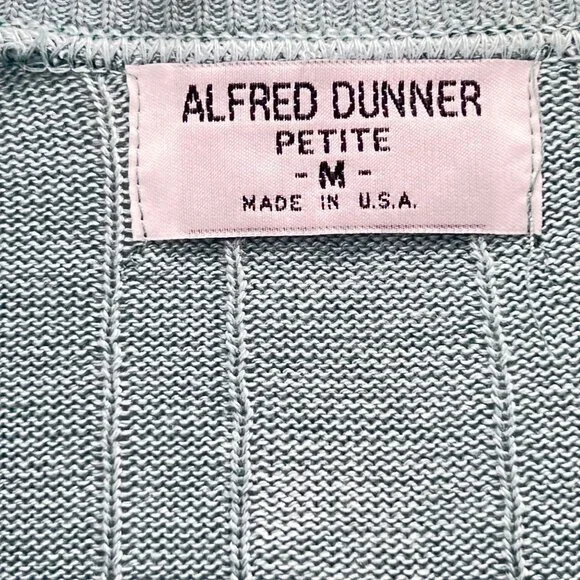 ALFRED DUNNER
PETITE
- M -
MADE IN U.S.A.